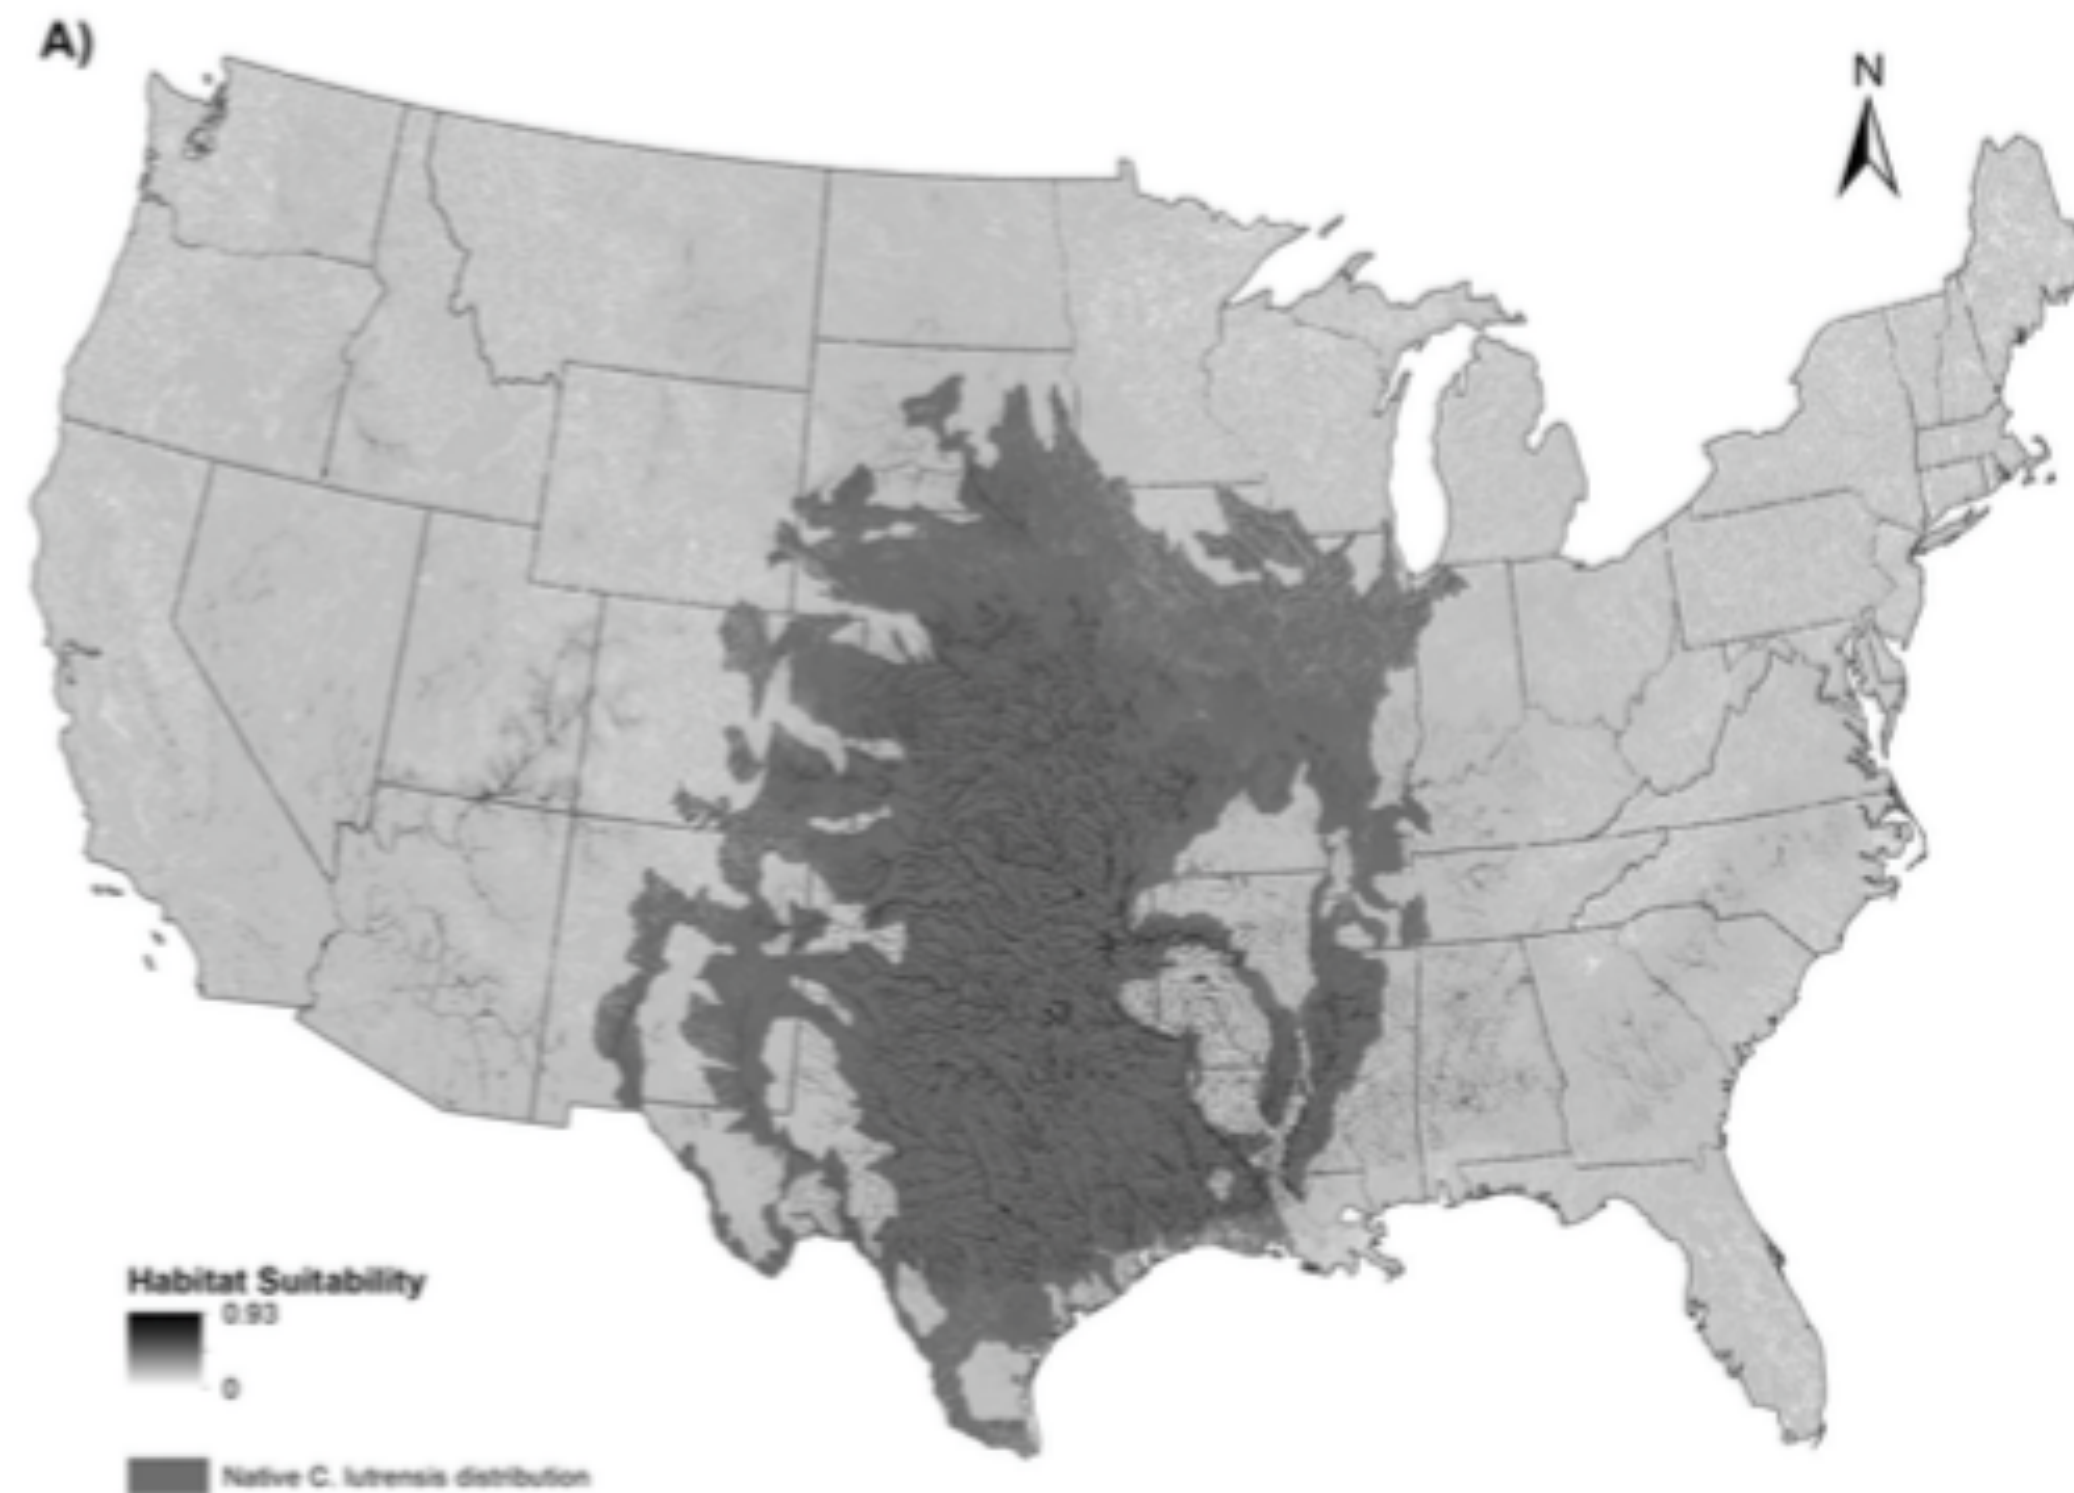 A)
N
Habitat Suitability
0.93
0
Native C. lutrensis distribution